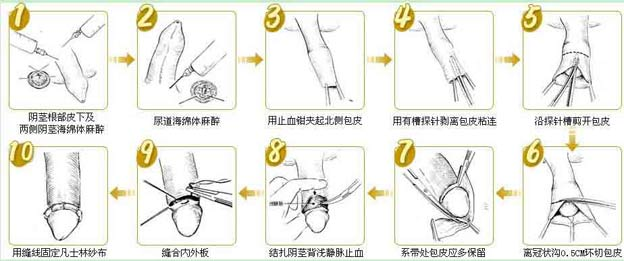 1
阴茎根部皮下及
两侧阴茎海绵体麻醉
2
尿道海绵体麻醉
3
用止血钳夹起北侧包皮
4
用有槽探针剥离包皮粘连
5
沿探针槽剪开包皮
6
离冠状沟0.5CM环切包皮
7
系带处包皮应多保留
8
结扎阴茎背浅静脉止血
9
缝合内外板
10
用缝线固定凡士林纱布